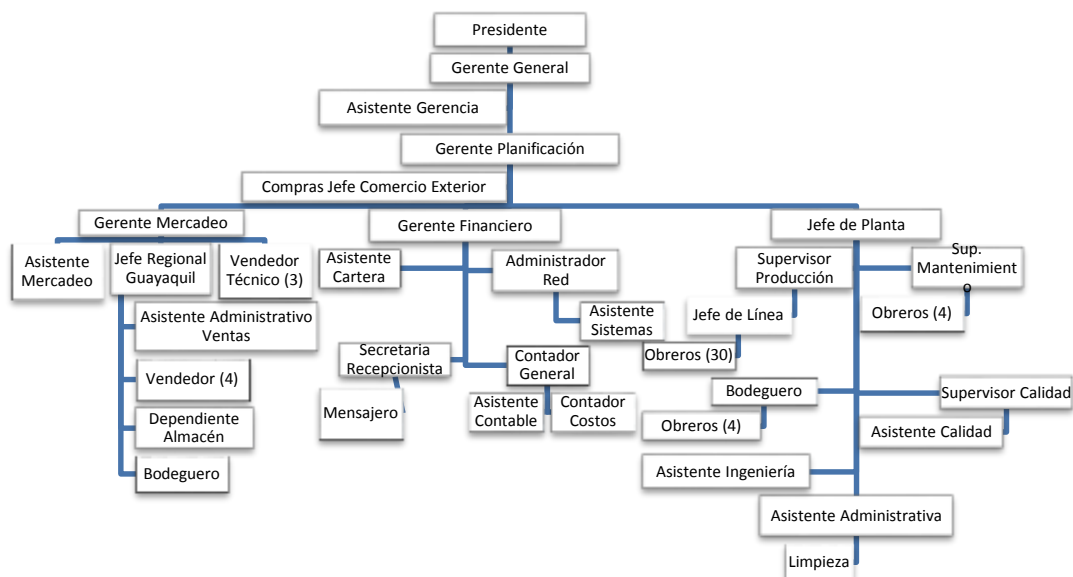 Presidente
Gerente General
Asistente Gerencia
Gerente Planificación
Compras Jefe Comercio Exterior
Gerente Mercadeo
Gerente Financiero
Jefe de Planta
Asistente
Mercadeo
Jefe Regional
Guayaquil
Vendedor
Técnico (3)
Asistente
Cartera
Administrador
Red
Supervisor
Producción
Sup.
Mantenimient
o
Asistente Administrativo
Ventas
Asistente
Sistemas
Jefe de Línea
Obreros (4)
Vendedor (4)
Secretaria
Recepcionista
Contador
General
Obreros (30)
Dependiente
Almacén
Mensajero
Asistente
Contable
Contador
Costos
Bodeguero
Obreros (4)
Supervisor Calidad
Asistente Calidad
Bodeguero
Asistente Ingeniería
Asistente Administrativa
Limpieza